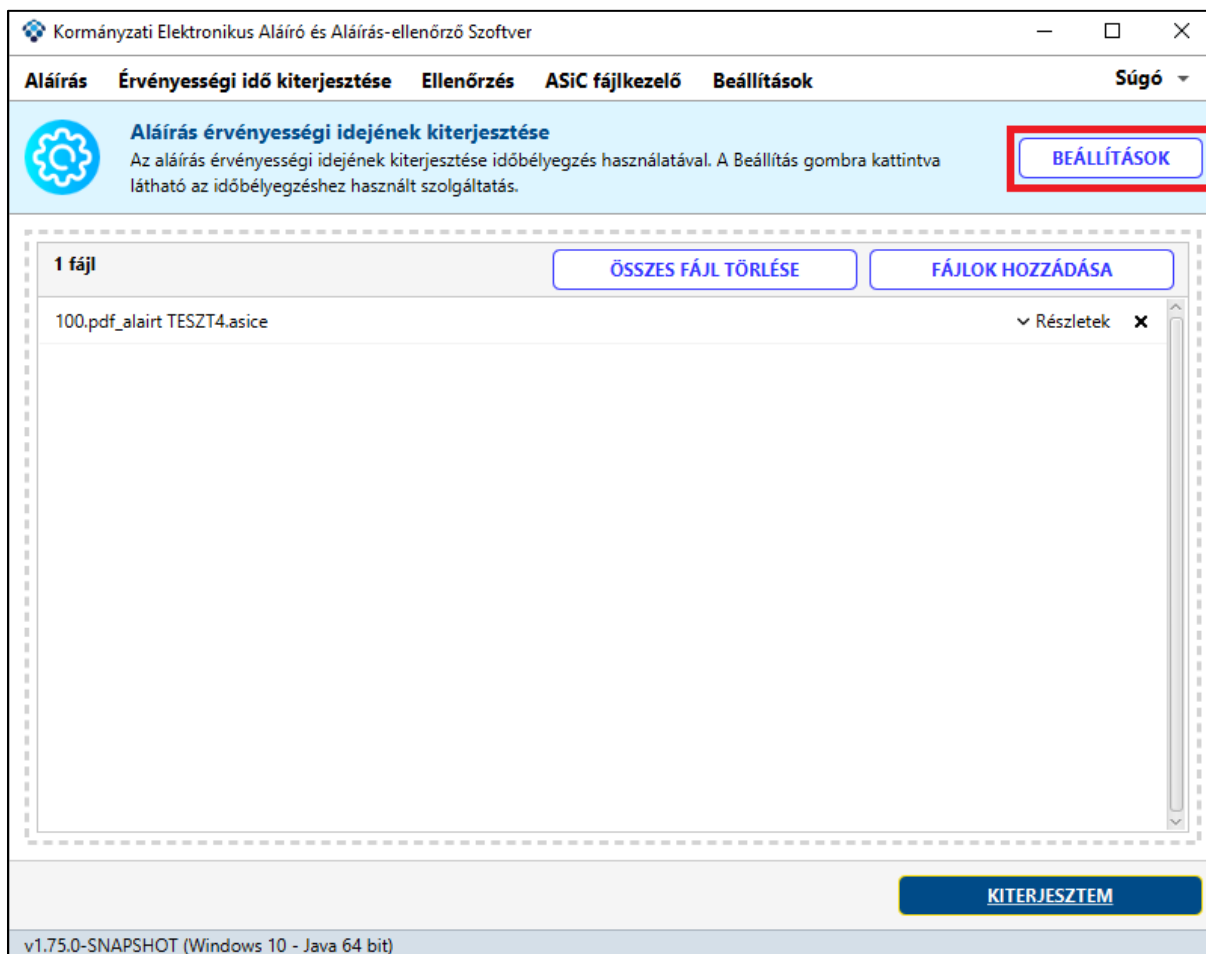 Kormányzati Elektronikus Aláíró és Aláírás-ellenőrző Szoftver
Aláírás Érvényességi idő kiterjesztése Ellenőrzés ASiC fájlkezelő Beállítások Súgó
Aláírás érvényességi idejének kiterjesztése
Az aláírás érvényességi idejének kiterjesztése időbélyegzés használatával. A Beállítás gombra kattintva
látható az időbélyegzéshez használt szolgáltatás.
BEÁLLÍTÁSOK
1 fájl ÖSSZES FÁJL TÖRLÉSE FÁJLOK HOZZÁDÁSA
100.pdf_alairt TESZT4.asice Részletek
KITERJESZTEM
v1.75.0-SNAPSHOT (Windows 10 - Java 64 bit)